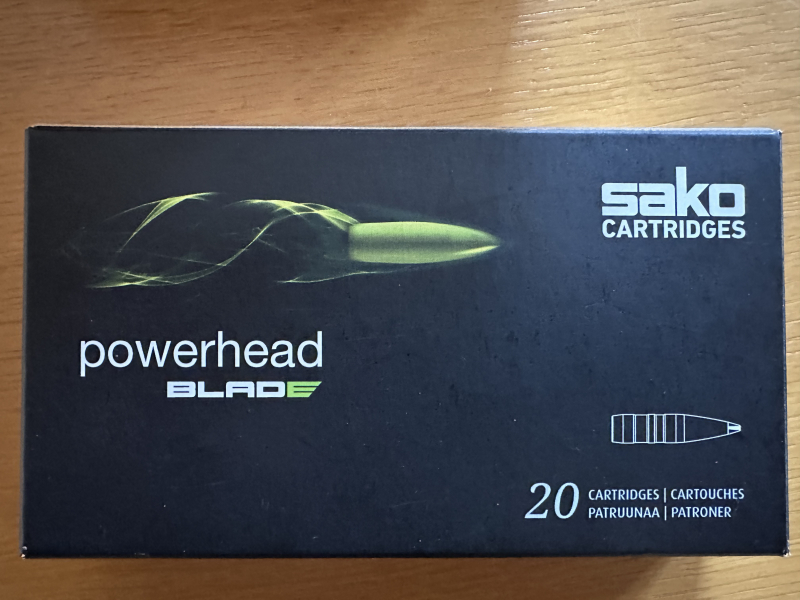 sako
CARTRIDGES
powerhead
BLADE
20 CARTRIDGES | CARTOUCHES
PATRUUNAA | PATRONER